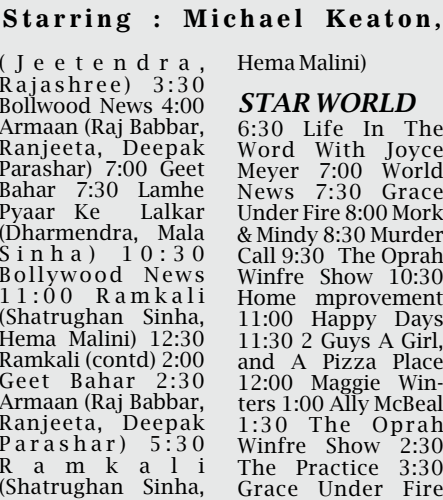 Starring : Michael Keaton,
(Jeetendra,
Rajashree) 3:30
Bollwood News 4:00
Armaan (Raj Babbar,
Ranjeeta, Deepak
Parashar) 7:00 Geet
Bahar 7:30 Lamhe
Pyaar Ke Lalkar
(Dharmendra, Mala
Sinha) 10:30
Bollywood News
11:00 Ramkali
(Shatrughan Sinha,
Hema Malini) 12:30
Ramkali (contd) 2:00
Geet Bahar 2:30
Armaan (Raj Babbar,
Ranjeeta, Deepak
Parashar) 5:30
Ramkali
(Shatrughan Sinha,
Hema Malini)
STAR WORLD
6:30 Life In The
Word With Joyce
Meyer 7:00 World
News 7:30 Grace
Under Fire 8:00 Mork
& Mindy 8:30 Murder
Call 9:30 The Oprah
Winfre Show 10:30
Home mprovement
11:00 Happy Days
11:30 2 Guys A Girl,
and A Pizza Place
12:00 Maggie Win-
ters 1:00 Ally McBeal
1:30 The Oprah
Winfre Show 2:30
The Practice 3:30
Grace Under Fire